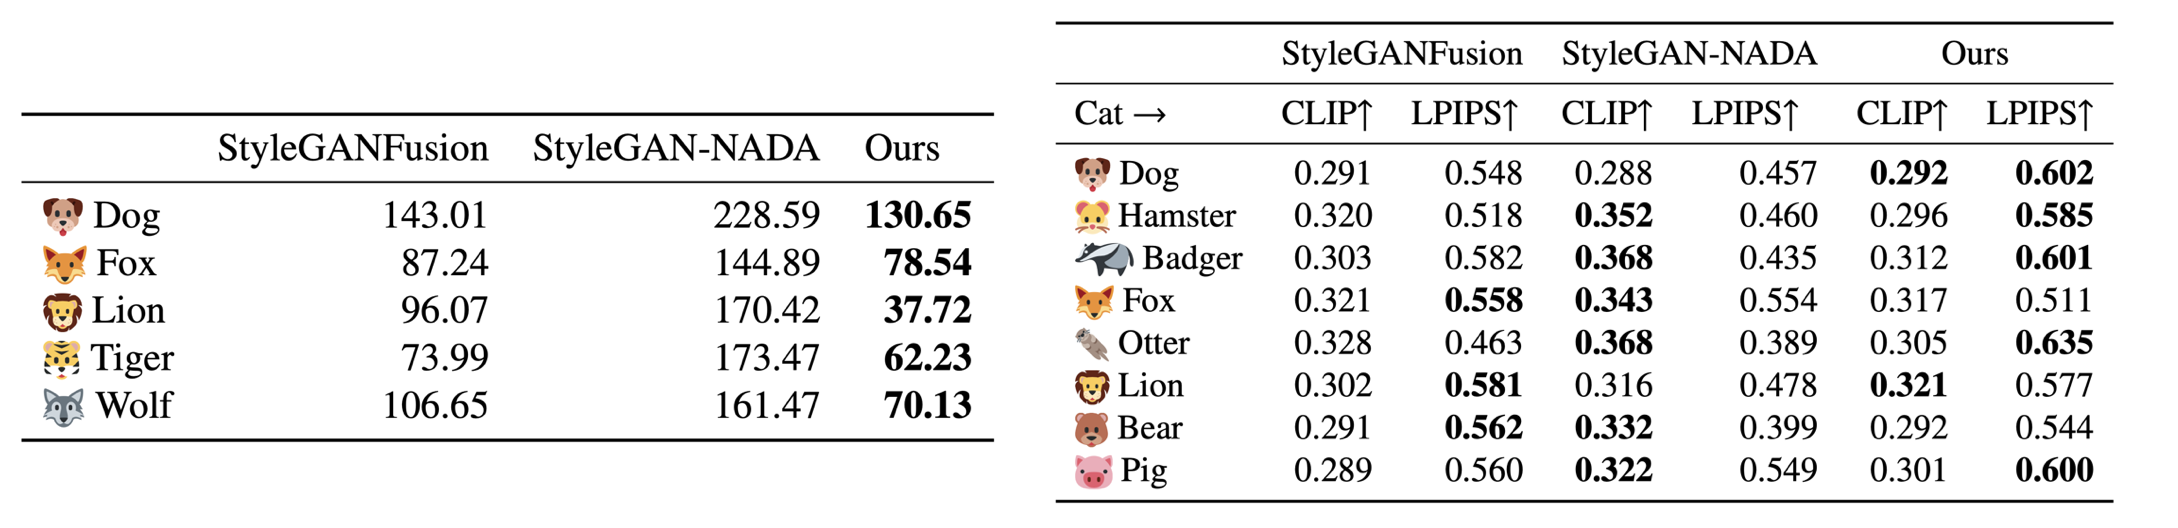 StyleGANFusion StyleGAN-NADA Ours
Dog 143.01 228.59 130.65
Fox 87.24 144.89 78.54
Lion 96.07 170.42 37.72
Tiger 73.99 173.47 62.23
Wolf 106.65 161.47 70.13
StyleGANFusion StyleGAN-NADA Ours
Cat → CLIP↑ LPIPS↑ CLIP↑ LPIPS↑ CLIP↑ LPIPS↑
Dog 0.291 0.548 0.288 0.457 0.292 0.602
Hamster 0.320 0.518 0.352 0.460 0.296 0.585
Badger 0.303 0.582 0.368 0.435 0.312 0.601
Fox 0.321 0.558 0.343 0.554 0.317 0.511
Otter 0.328 0.463 0.368 0.389 0.305 0.635
Lion 0.302 0.581 0.316 0.478 0.321 0.577
Bear 0.291 0.562 0.332 0.399 0.292 0.544
Pig 0.289 0.560 0.322 0.549 0.301 0.600